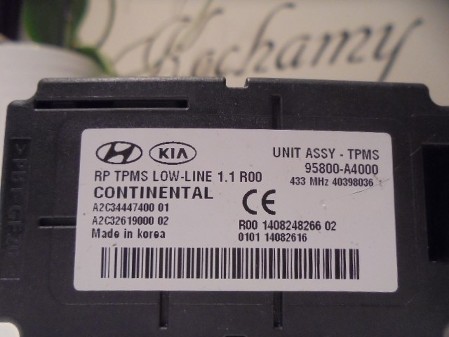 Kochamy
KIA
UNIT ASSY - TPMS
RP TPMS LOW-LINE 1.1 R00
95800-A4000
CONTINENTAL
433 MHz 40398036
A2C34447400 01
CE
A2C32619000 02
R00 1408248266 02
Made in korea
0101 14082616